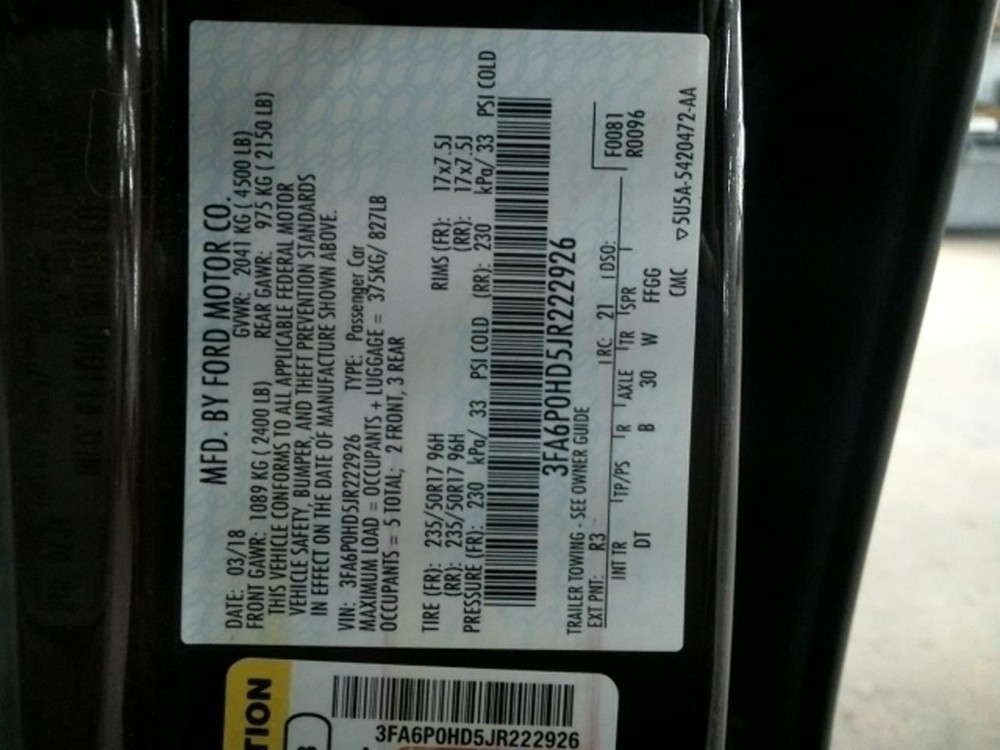 MFD. BY FORD MOTOR CO.
DATE: 03/18 GVWR: 2041 KG ( 4500 LB)
FRONT GAWR: 1089 KG ( 2400 LB) REAR GAWR: 975 KG ( 2150 LB)
THIS VEHICLE CONFORMS TO ALL APPLICABLE FEDERAL MOTOR
VEHICLE SAFETY, BUMPER, AND THEFT PREVENTION STANDARDS
IN EFFECT ON THE DATE OF MANUFACTURE SHOWN ABOVE.
VIN: 3FA6P0HD5JR222926 TYPE: Passenger Car
MAXIMUM LOAD = OCCUPANTS + LUGGAGE = 375KG/ 827LB
OCCUPANTS = 5 TOTAL; 2 FRONT, 3 REAR
TIRE (FR): 235/50R17 96H RIMS (FR): 17x7.5J
(RR): 235/50R17 96H (RR): 17x7.5J
PRESSURE (FR): 230 kPa/ 33 PSI COLD (RR): 230 kPa/ 33 PSI COLD
3FA6P0HD5JR222926
TRAILER TOWING - SEE OWNER GUIDE
EXT PNT: R3 RC: 21 DSO: F0081
R0096
INT TR TP/PS R AXLE TR SPR
DT B 30 W FFGG
CMC ▽5U5A-5420472-AA
TION
3FA6P0HD5JR222926